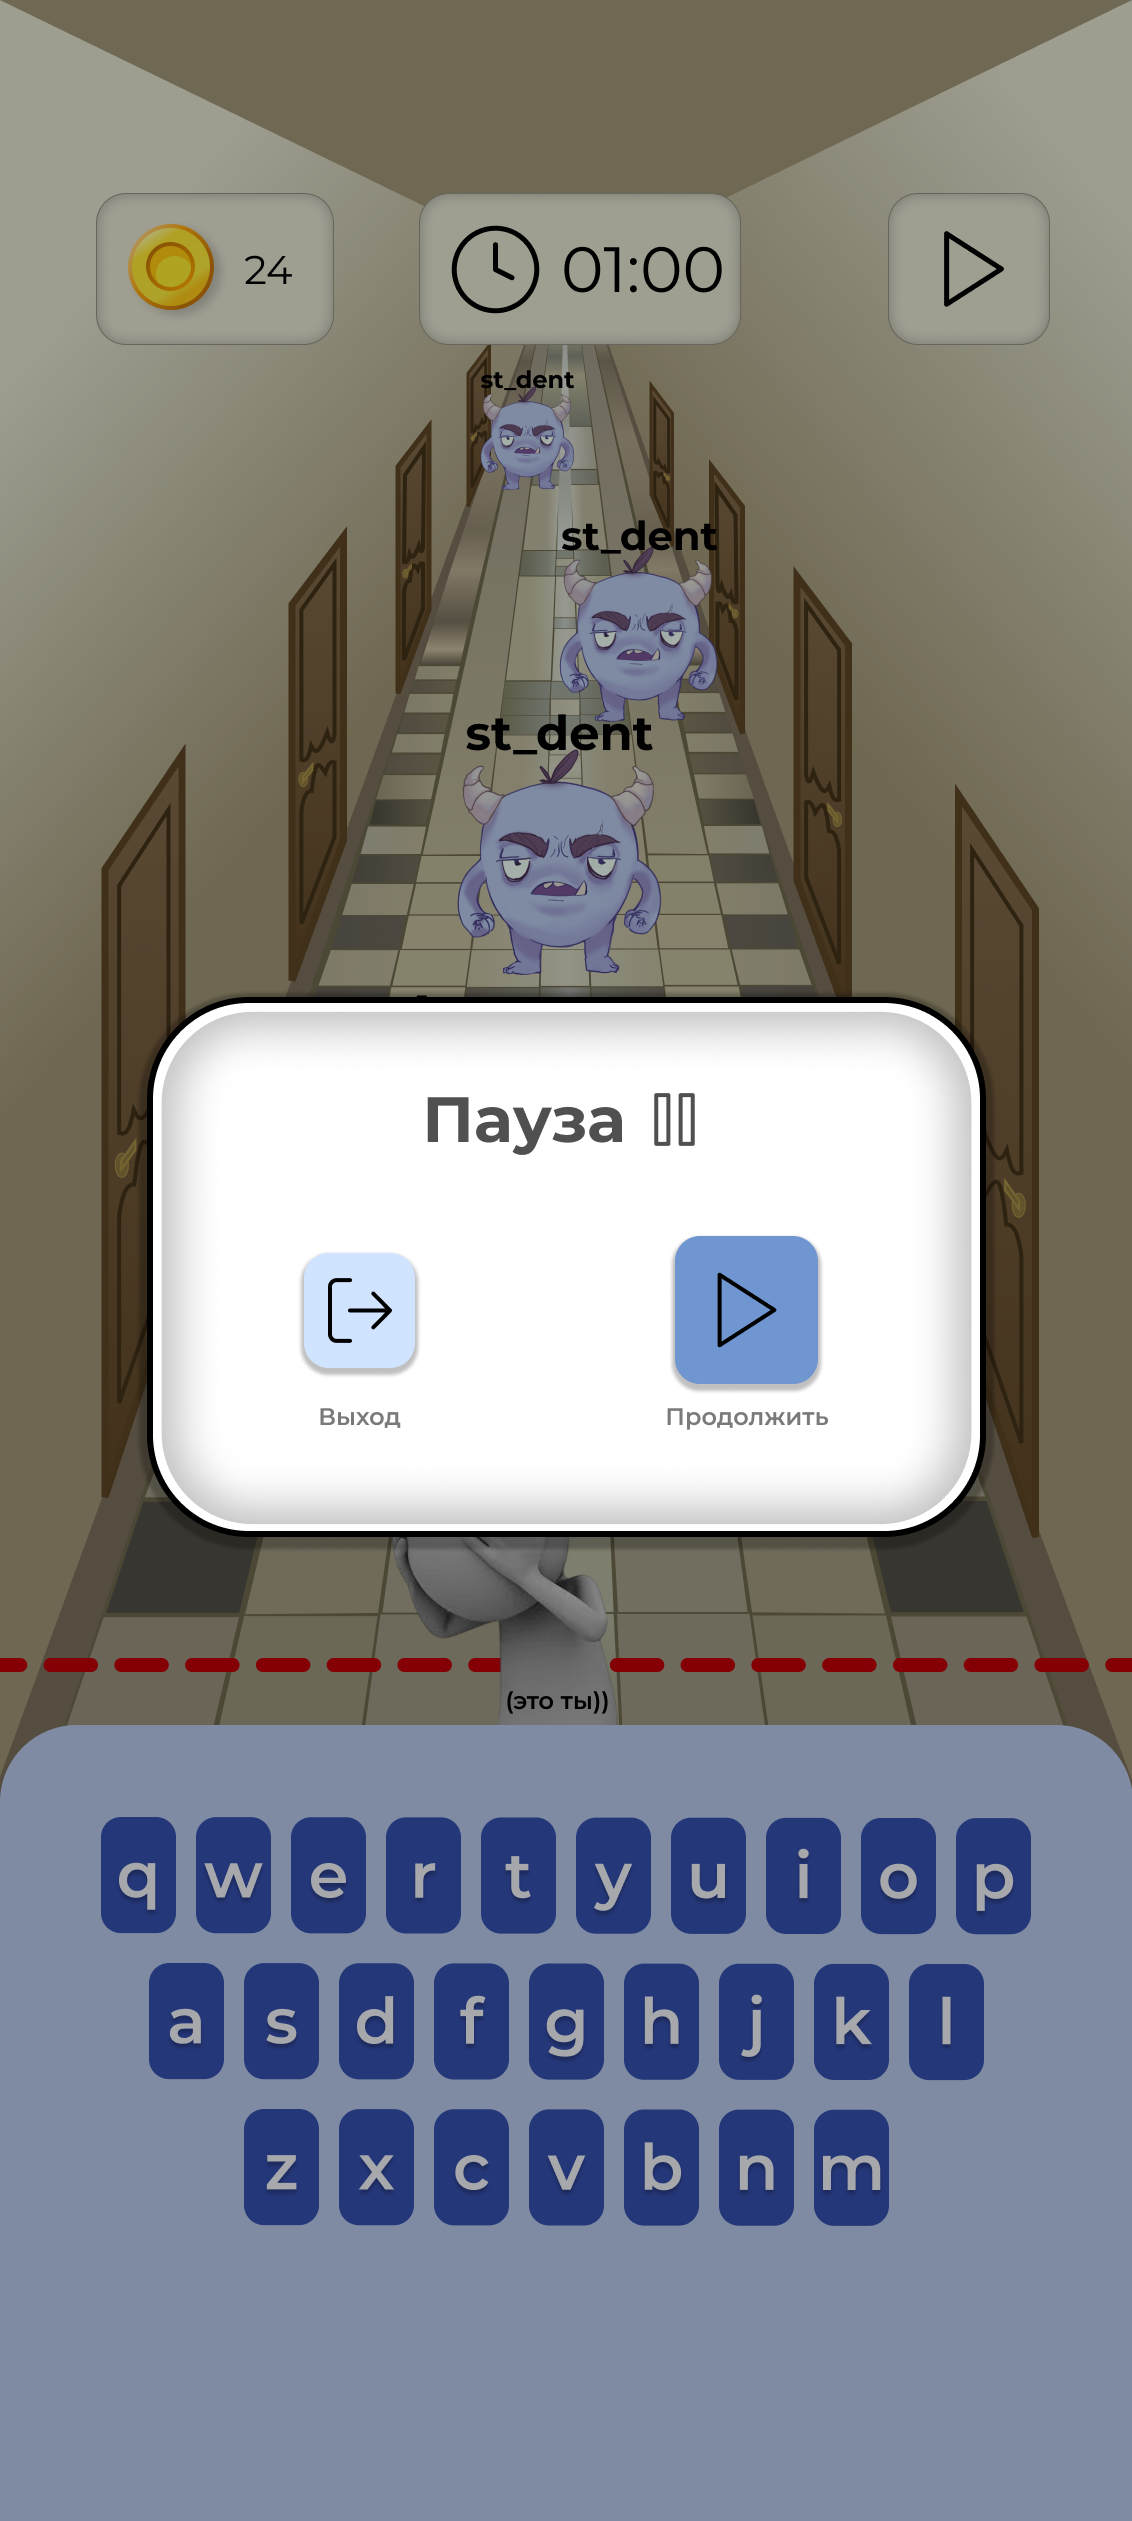 24
01:00
st_dent
st_dent
st_dent
Пауза
Выход
Продолжить
(это ты))
q w e r t y u i o p
a s d f g h j k l
z x c v b n m